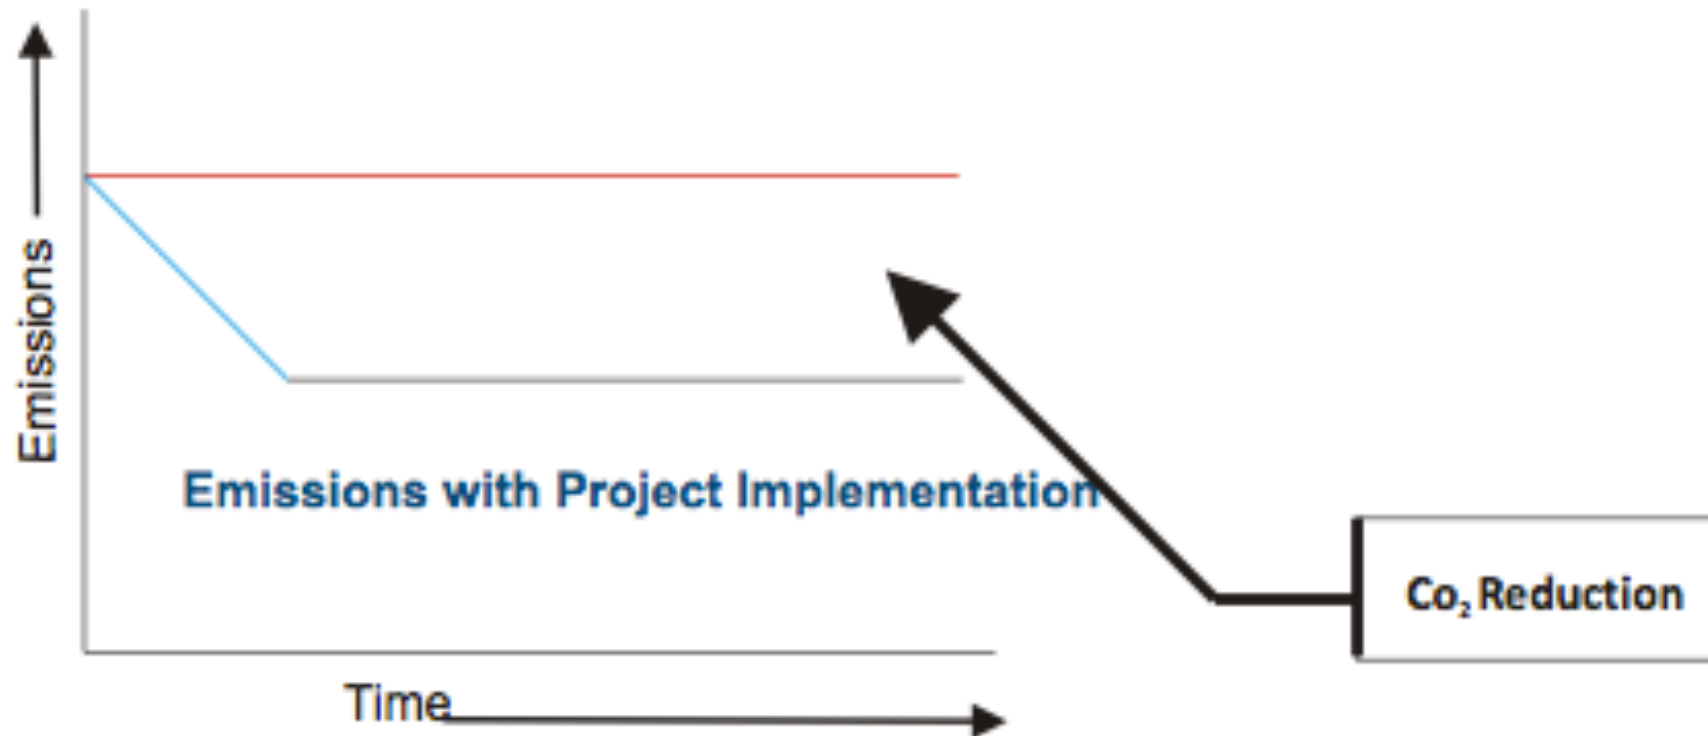 Emissions
Emissions with Project Implementation
Co₂ Reduction
Time